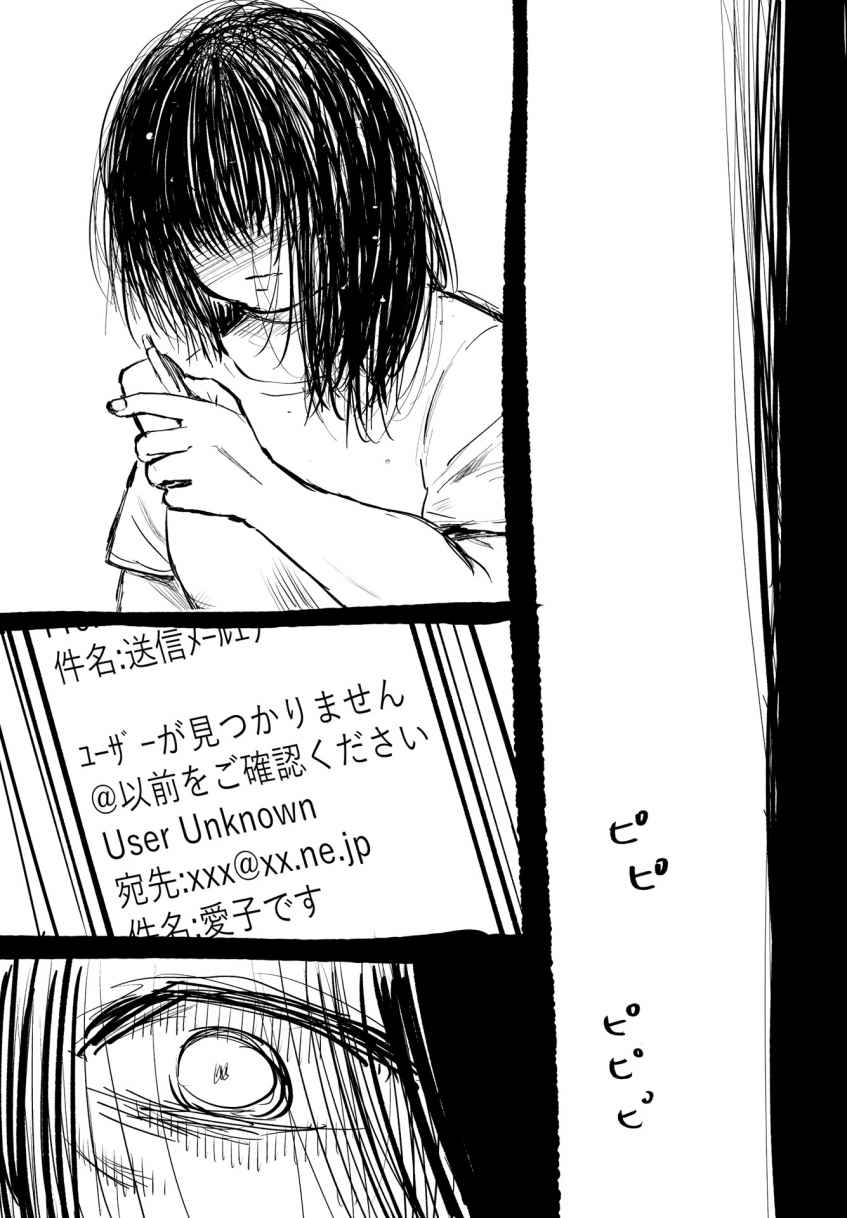 ピピ
ピピピ
件名:送信ﾒｰﾙｴﾗ
ﾕｰｻﾞｰが見つかりません
@以前をご確認ください
User Unknown
宛先:xxx@xx.ne.jp
件名:愛子です